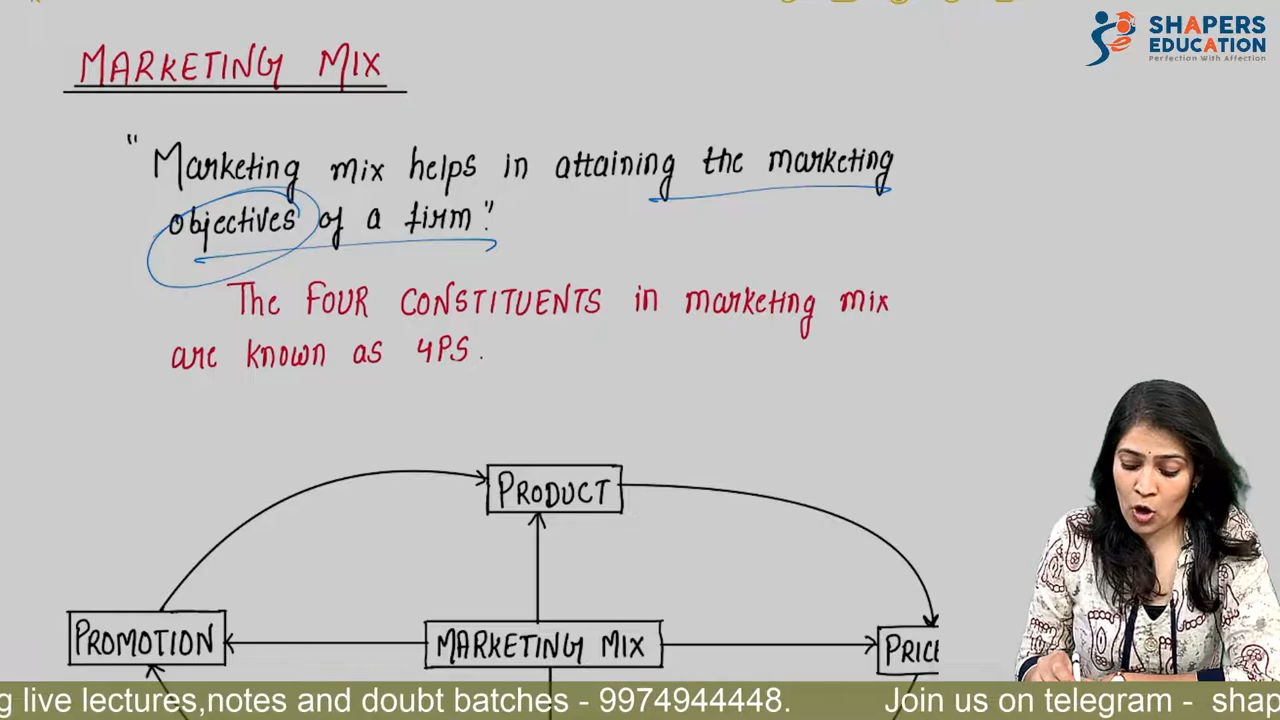 SHAPERS
EDUCATION
Perfection With Affection
MARKETING MIX
"Marketing mix helps in attaining the marketing
objectives of a firm."
The FOUR CONSTITUENTS in marketing mix
are known as 4PS.
PRODUCT
PROMOTION
MARKETING MIX
PRICE
g live lectures,notes and doubt batches - 9974944448. Join us on telegram - shap